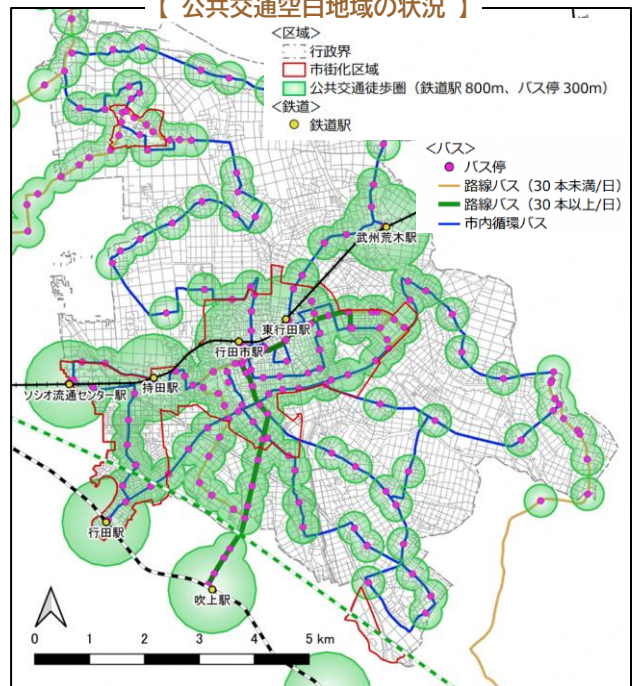 【 公共交通空白地域の状況 】
<区域>
行政界
市街化区域
公共交通徒歩圏（鉄道駅 800m、バス停 300m）
<鉄道>
鉄道駅
<バス>
バス停
路線バス（30 本未満/日）
路線バス（30 本以上/日）
市内循環バス
武州荒木駅
東行田駅
行田市駅
持田駅
ソシオ流通センター駅
行田駅
吹上駅
0 1 2 3 4 5 km